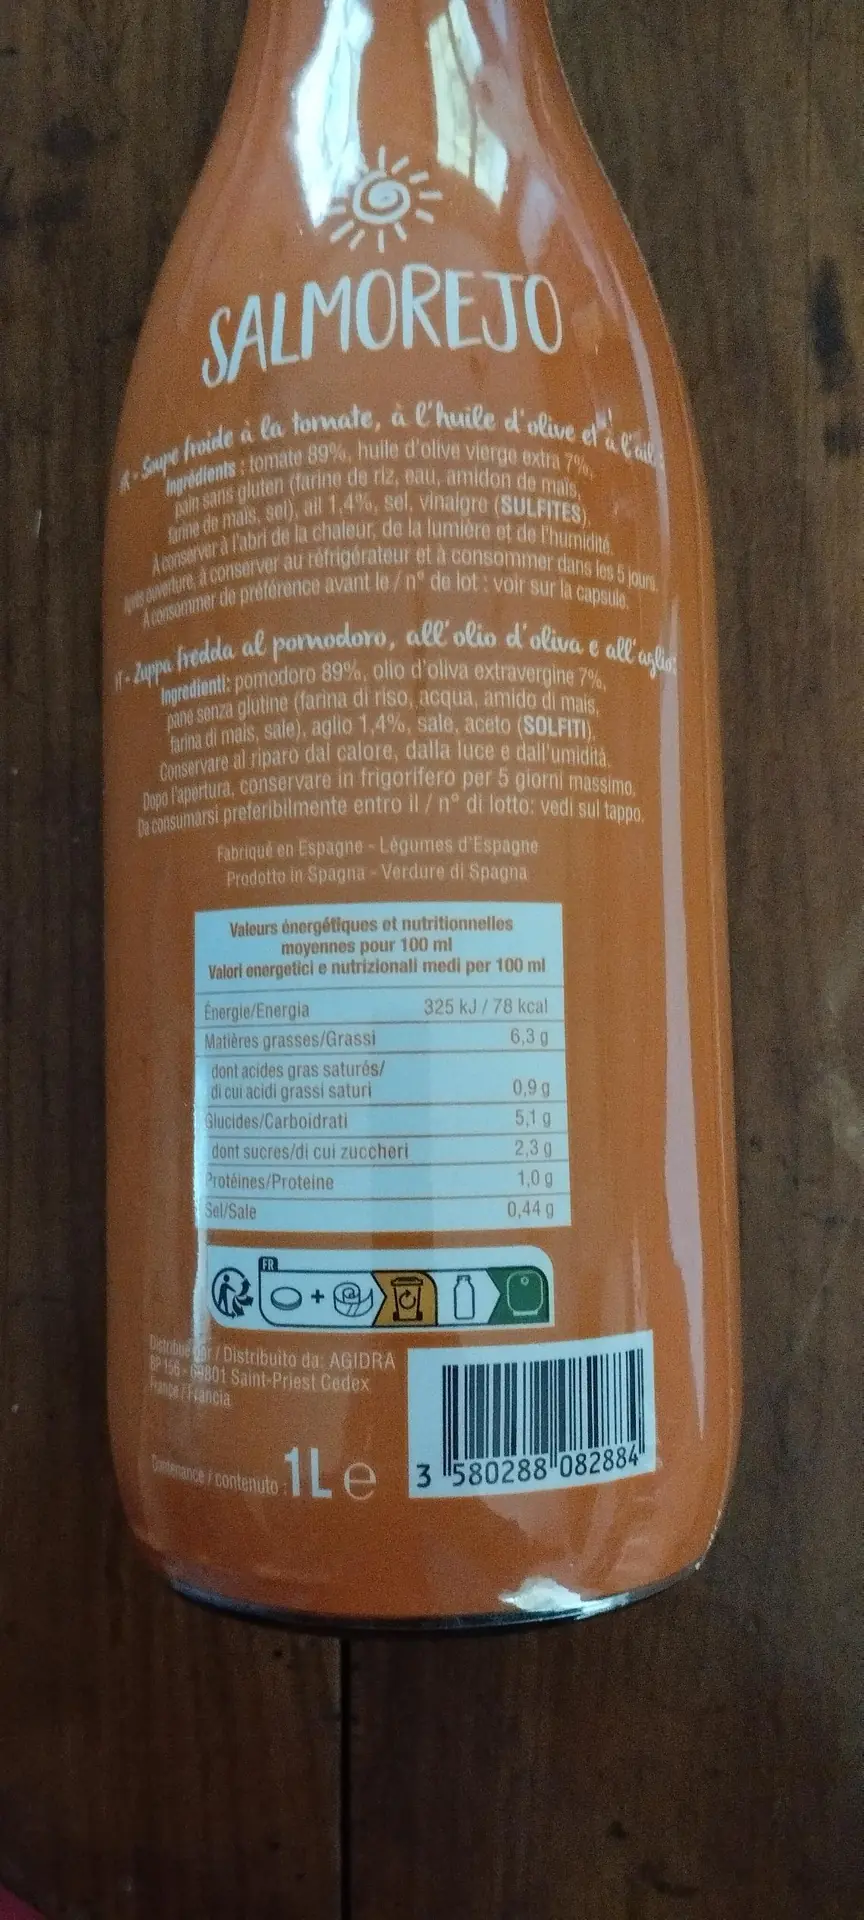 SALMOREJO
FR - Soupe froide à la tomate, à l'huile d'olive et à l'ail.
Ingrédients : tomate 89%, huile d'olive vierge extra 7%,
pain sans gluten (farine de riz, eau, amidon de maïs,
farine de maïs, sel), ail 1,4%, sel, vinaigre (SULFITES).
À conserver à l'abri de la chaleur, de la lumière et de l'humidité.
Après ouverture, à conserver au réfrigérateur et à consommer dans les 5 jours.
À consommer de préférence avant le / n° de lot : voir sur la capsule.
IT - Zuppa fredda al pomodoro, all'olio d'oliva e all'aglio.
Ingredienti: pomodoro 89%, olio d'oliva extravergine 7%,
pane senza glutine (farina di riso, acqua, amido di mais,
farina di mais, sale), aglio 1,4%, sale, aceto (SOLFITI).
Conservare al riparo dal calore, dalla luce e dall'umidità.
Dopo l'apertura, conservare in frigorifero per 5 giorni massimo.
Da consumarsi preferibilmente entro il / n° di lotto: vedi sul tappo.
Fabriqué en Espagne - Légumes d'Espagne
Prodotto in Spagna - Verdure di Spagna
Valeurs énergétiques et nutritionnelles
moyennes pour 100 ml
Valori energetici e nutrizionali medi per 100 ml
Énergie/Energia 325 kJ / 78 kcal
Matières grasses/Grassi 6,3 g
dont acides gras saturés/
di cui acidi grassi saturi 0,9 g
Glucides/Carboidrati 5,1 g
dont sucres/di cui zuccheri 2,3 g
Protéines/Proteine 1,0 g
Sel/Sale 0,44 g
FR
+
Distribué par / Distribuito da: AGIDRA
BP 156 - 69801 Saint-Priest Cedex
France / Francia
Contenance / contenuto : 1L e
3 580288 082884